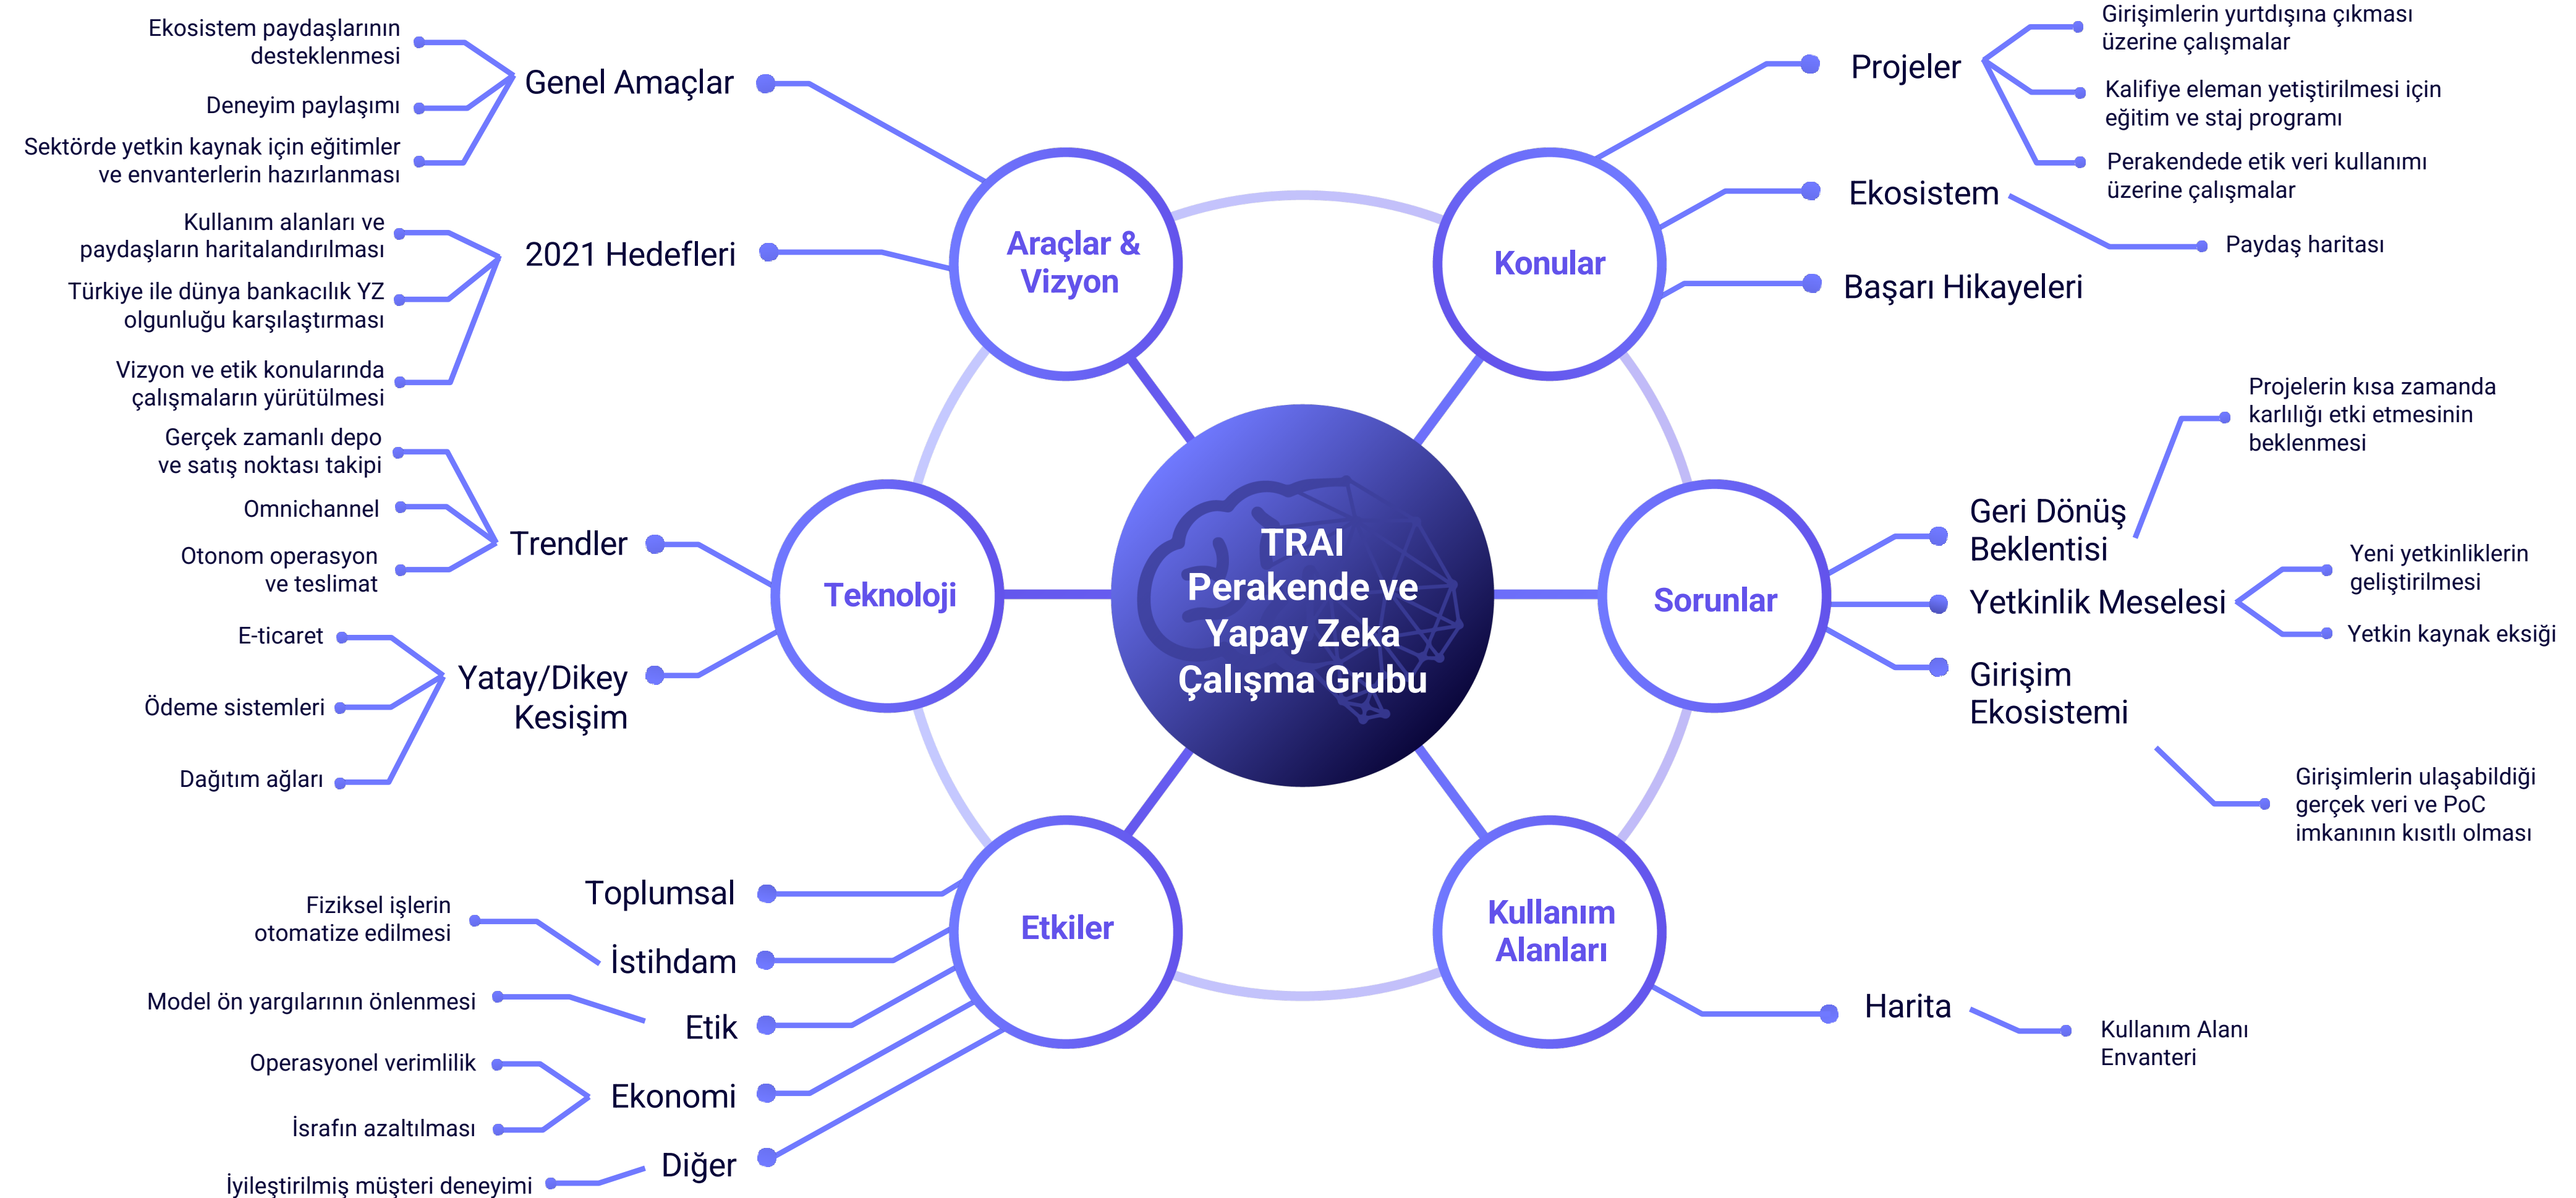 TRAI
Perakende ve
Yapay Zeka
Çalışma Grubu
Araçlar &
Vizyon
Genel Amaçlar
Ekosistem paydaşlarının
desteklenmesi
Deneyim paylaşımı
Sektörde yetkin kaynak için eğitimler
ve envanterlerin hazırlanması
2021 Hedefleri
Kullanım alanları ve
paydaşların haritalandırılması
Türkiye ile dünya bankacılık YZ
olgunluğu karşılaştırması
Vizyon ve etik konularında
çalışmaların yürütülmesi
Teknoloji
Trendler
Gerçek zamanlı depo
ve satış noktası takipi
Omnichannel
Otonom operasyon
ve teslimat
Yatay/Dikey
Kesişim
E-ticaret
Ödeme sistemleri
Dağıtım ağları
Etkiler
Toplumsal
İstihdam
Fiziksel işlerin
otomatize edilmesi
Etik
Model ön yargılarının önlenmesi
Ekonomi
Operasyonel verimlilik
İsrafın azaltılması
Diğer
İyileştirilmiş müşteri deneyimi
Konular
Projeler
Girişimlerin yurtdışına çıkması
üzerine çalışmalar
Kalifiye eleman yetiştirilmesi için
eğitim ve staj programı
Perakendede etik veri kullanımı
üzerine çalışmalar
Ekosistem
Paydaş haritası
Başarı Hikayeleri
Sorunlar
Geri Dönüş
Beklentisi
Projelerin kısa zamanda
karlılığı etki etmesinin
beklenmesi
Yetkinlik Meselesi
Yeni yetkinliklerin
geliştirilmesi
Yetkin kaynak eksiği
Girişim
Ekosistemi
Girişimlerin ulaşabildiği
gerçek veri ve PoC
imkanının kısıtlı olması
Kullanım
Alanları
Harita
Kullanım Alanı
Envanteri